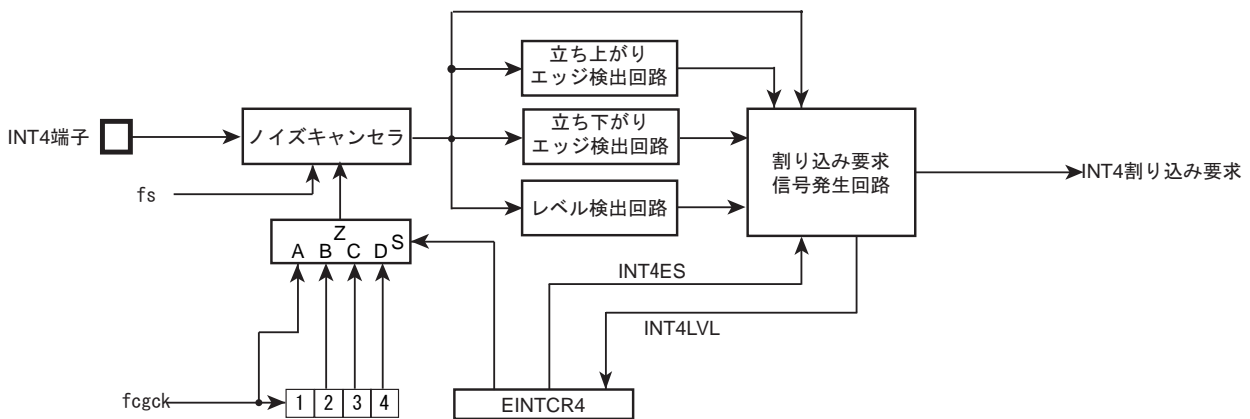 立ち上がり
エッジ検出回路
INT4端子
ノイズキャンセラ
立ち下がり
エッジ検出回路
割り込み要求
信号発生回路
INT4割り込み要求
fs
レベル検出回路
Z
S
A B C D
INT4ES
INT4LVL
fcgck
1 2 3 4
EINTCR4